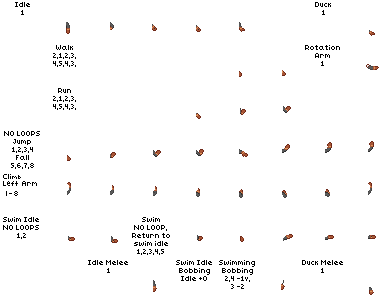 Idle
1
Duck
1
Walk
2,1,2,3,
4,5,4,3,
Rotation
Arm
1
Run
2,1,2,3,
4,5,4,3,
NO LOOPS
Jump
1,2,3,4
Fall
5,6,7,8
Climb
Left Arm
1-8
Swim Idle
NO LOOPS
1,2
Swim
NO LOOP,
Return to
swim idle
1,2,3,4,5
Idle Melee
1
Swim Idle
Bobbing
Idle +0
Swimming
Bobbing
2,4 -1v,
3 -2
Duck Melee
1